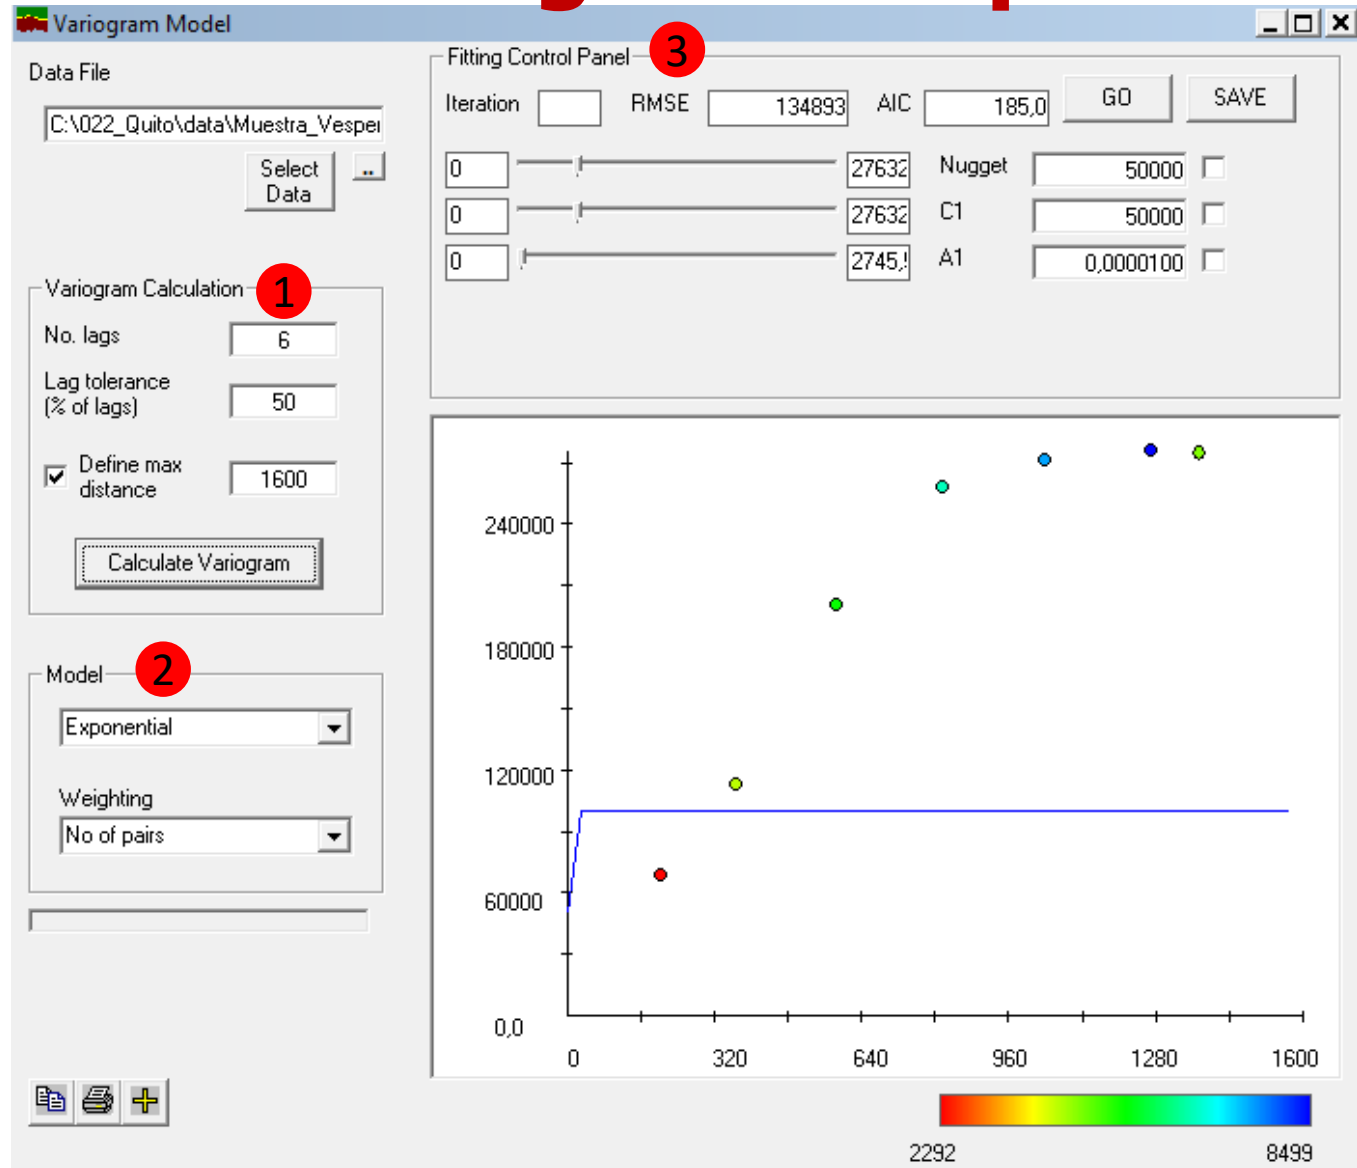 Variogram Model
Data File
C:\022_Quito\data\Muestra_Vesper
Select
Data
..
Variogram Calculation 1
No. lags 6
Lag tolerance
(% of lags) 50
Define max
distance 1600
Calculate Variogram
Model 2
Exponential
Weighting
No of pairs
Fitting Control Panel 3
Iteration RMSE 134893 AIC 185,0 GO SAVE
0 27632 Nugget 50000
0 27632 C1 50000
0 2745, A1 0,0000100
240000
180000
120000
60000
0,0
0 320 640 960 1280 1600
2292 8499